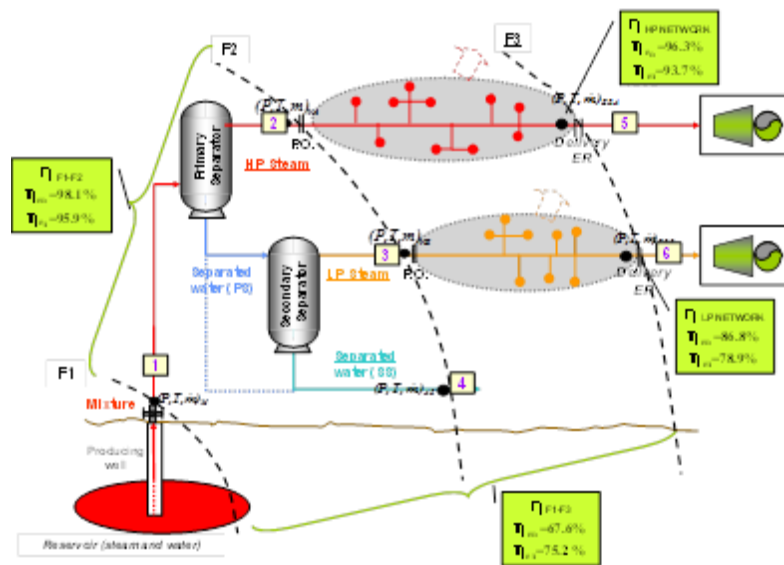 F2
F3
η HP NETWORK
=96.3%
=93.7%
2
5
P.O.
Delivery
ER
HP Steam
Primary
Separator
η F1-F2
=98.1%
=95.9%
3
6
P.O.
Delivery
ER
LP Steam
Separated
water (PS)
Secondary
Separator
η LP NETWORK
=86.8%
=78.9%
1
F1
Separated
water (SS)
4
Mixture
Producing
well
η F1-F3
=67.6%
=75.2%
Reservoir (steam and water)